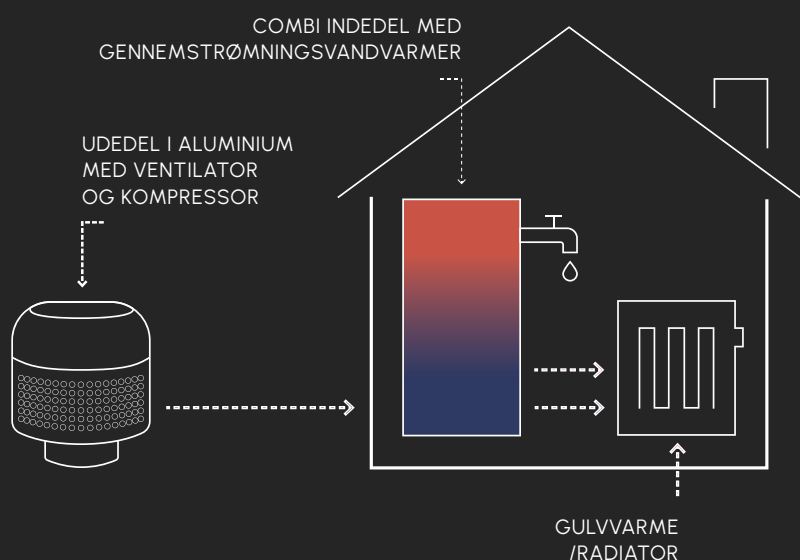 COMBI INDEDEL MED
GENNEMSTRØMNINGSVANDVARMER
UDEDEL I ALUMINIUM
MED VENTILATOR
OG KOMPRESSOR
GULVVARME
/RADIATOR